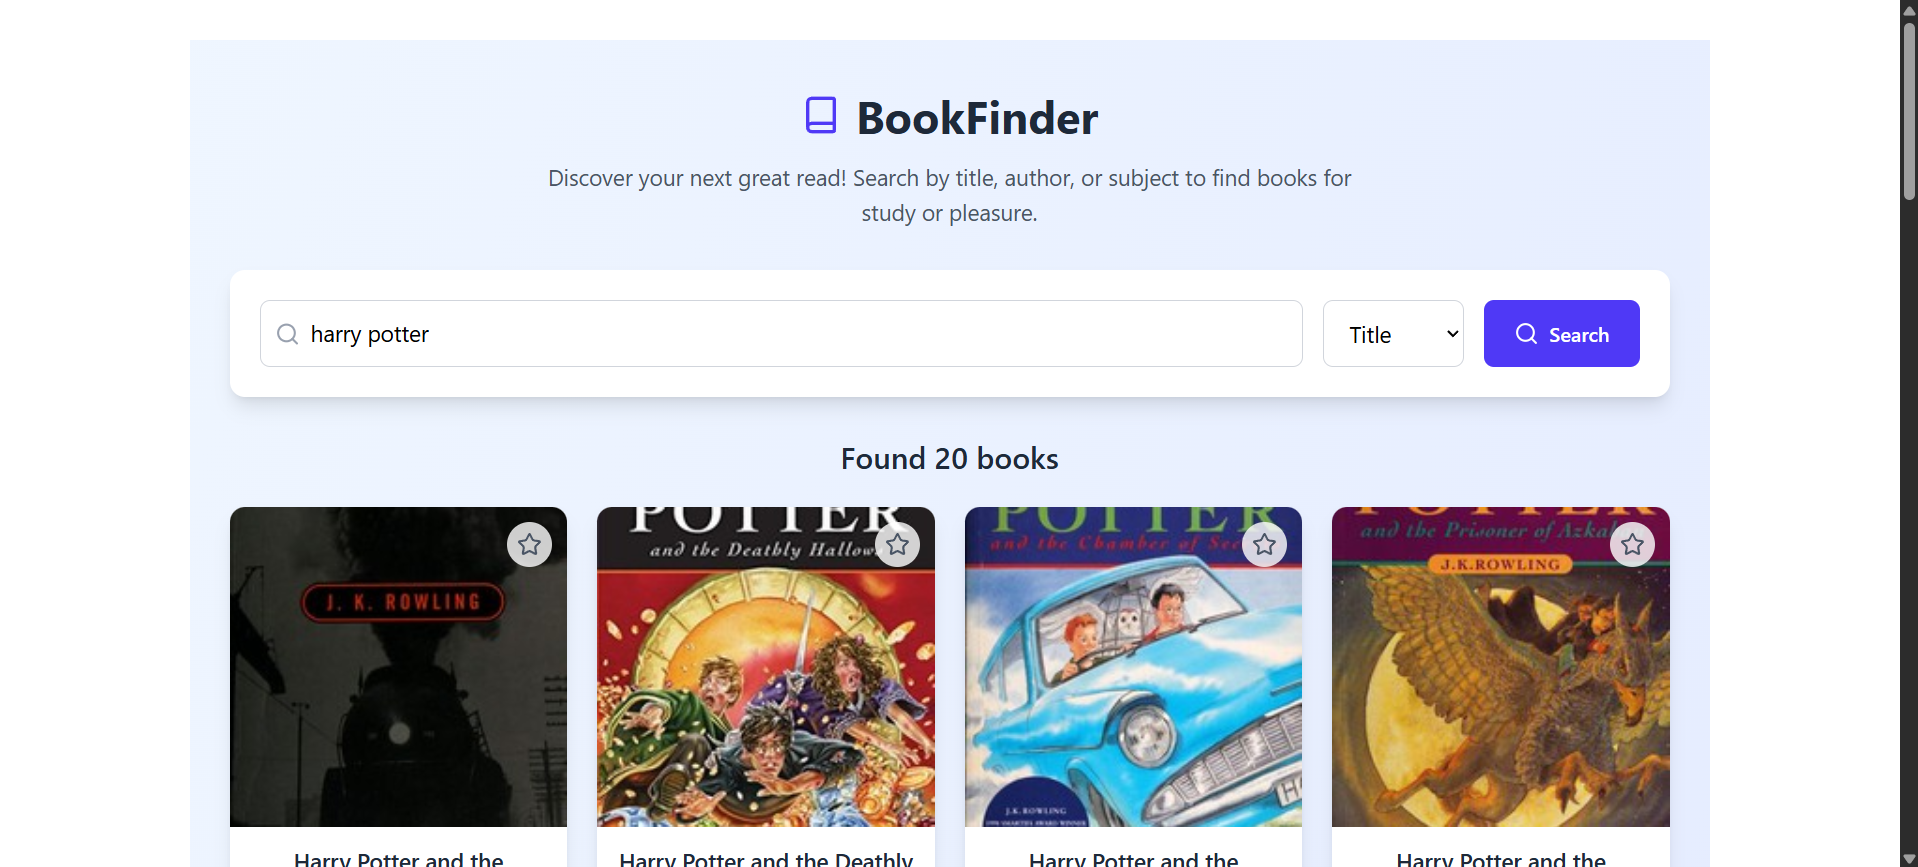 BookFinder
Discover your next great read! Search by title, author, or subject to find books for
study or pleasure.
harry potter
Title
Search
Found 20 books
J. K. ROWLING
POTTER
and the Deathly Hallows
POTTER
and the Chamber of Sec
J.K.ROWLING
POTTER
and the Prisoner of Azka
J.K.ROWLING
Harry Potter and the
Harry Potter and the Deathly
Harry Potter and the
Harry Potter and the